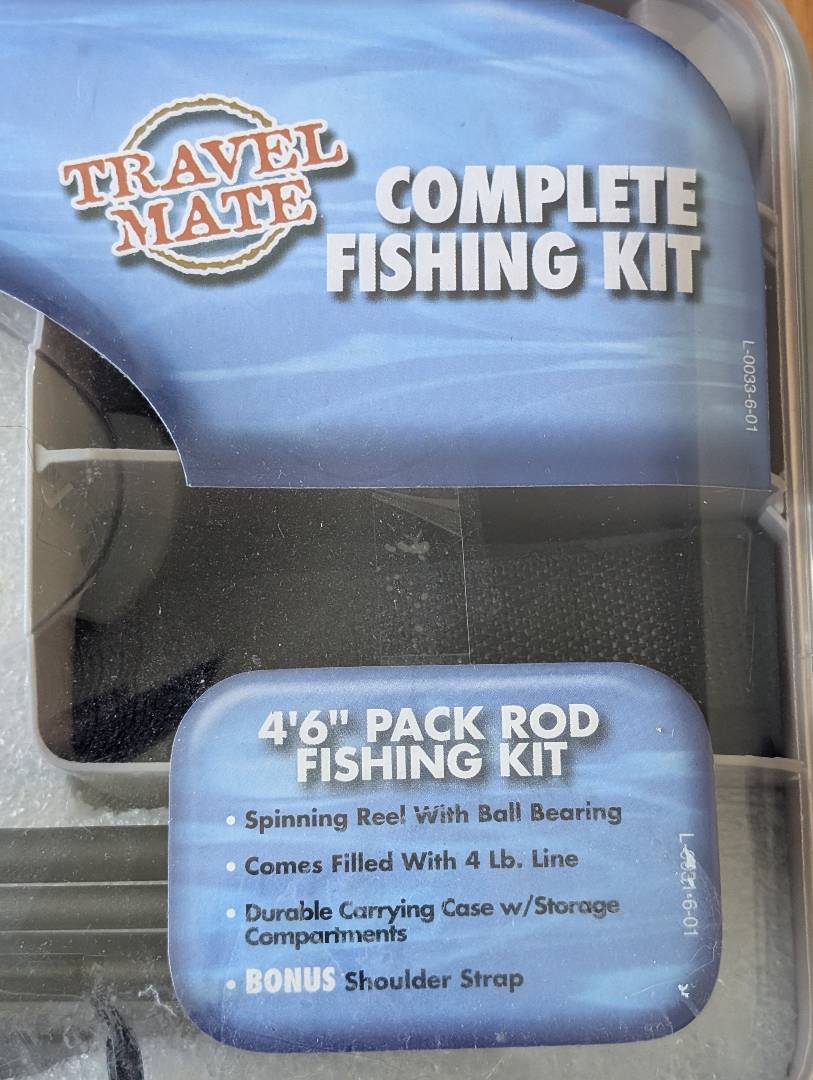 TRAVEL
MATE
COMPLETE
FISHING KIT
L-0033-6-01
4'6" PACK ROD
FISHING KIT
• Spinning Reel With Ball Bearing
• Comes Filled With 4 Lb. Line
• Durable Carrying Case w/Storage
Compartments
• BONUS Shoulder Strap